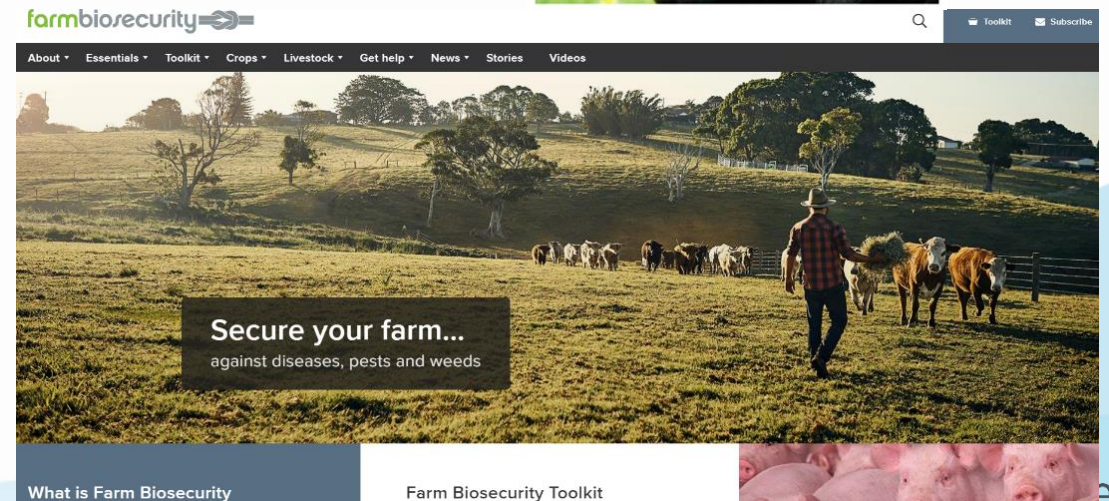 farmbiosecurity
Toolkit Subscribe
About Essentials Toolkit Crops Livestock Get help News Stories Videos
Secure your farm...
against diseases, pests and weeds
What is Farm Biosecurity
Farm Biosecurity Toolkit